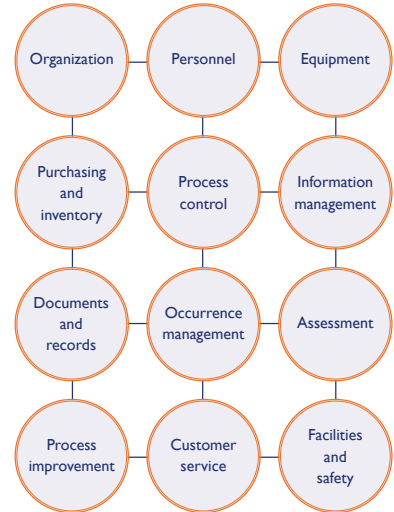 Organization
Personnel
Equipment
Purchasing
and
inventory
Process
control
Information
management
Documents
and
records
Occurrence
management
Assessment
Process
improvement
Customer
service
Facilities
and
safety